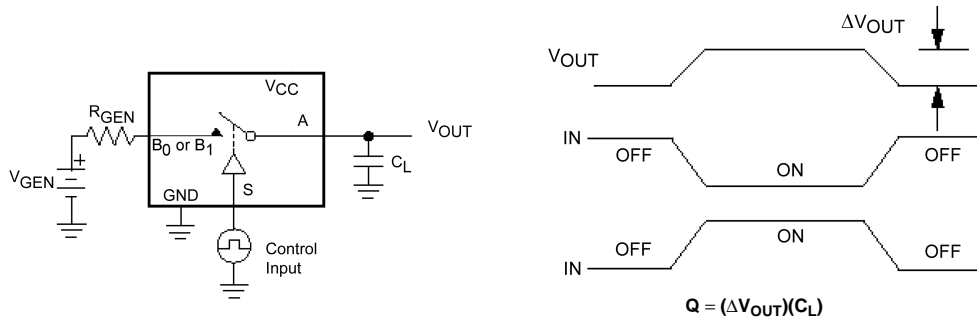 VCC
RGEN
A
B0 or B1
VOUT
VGEN
+
CL
S
GND
Control
Input
ΔVOUT
VOUT
IN
OFF
ON
OFF
IN
OFF
ON
OFF
Q = (ΔVOUT)(CL)